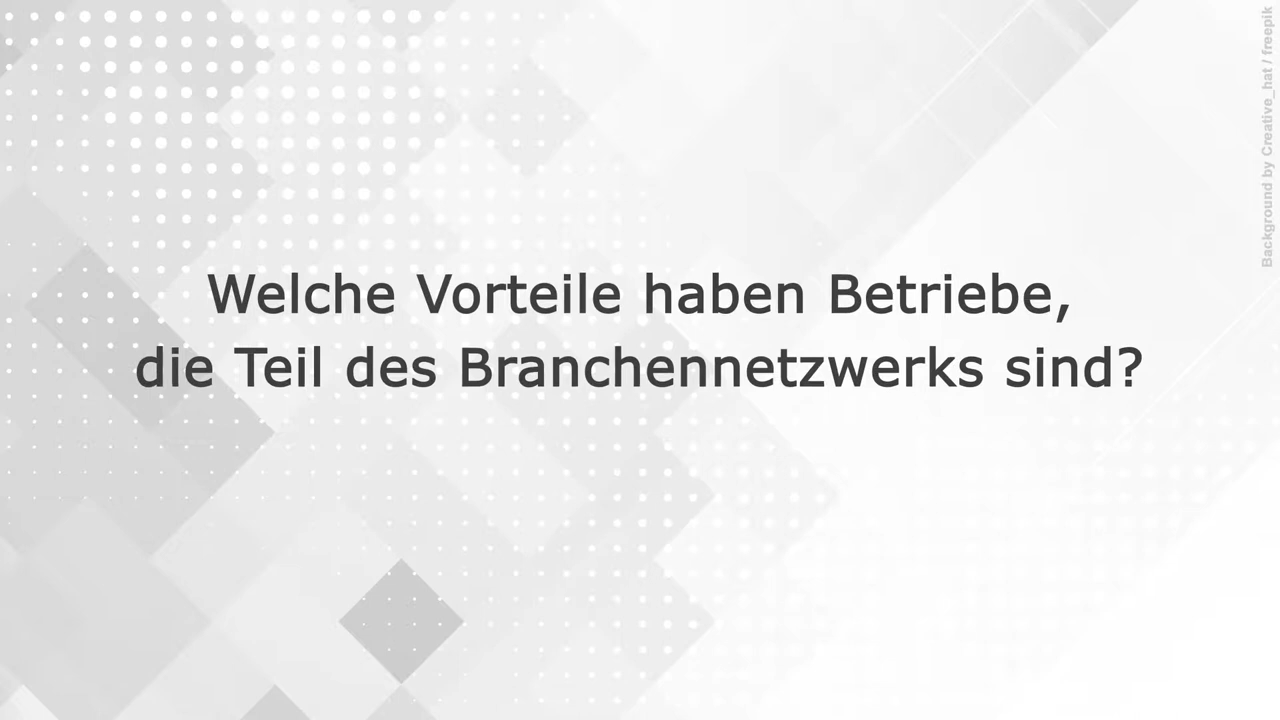 Welche Vorteile haben Betriebe,
die Teil des Branchennetzwerks sind?
Background by Creative_hat / freepik